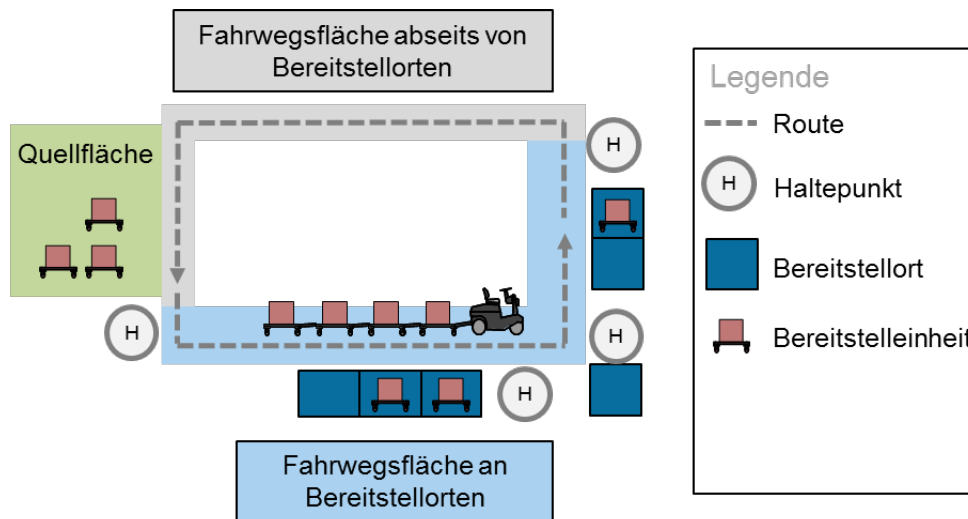 Fahrwegsfläche abseits von
Bereitstellorten
Quellfläche
H
H
H
H
Fahrwegsfläche an
Bereitstellorten
Legende
Route
H
Haltepunkt
Bereitstellort
Bereitstelleinheit